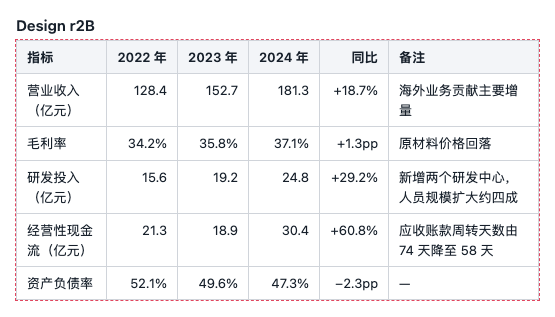 Design r2B
指标 2022 年 2023 年 2024 年 同比 备注
营业收入（亿元） 128.4 152.7 181.3 +18.7% 海外业务贡献主要增量
毛利率 34.2% 35.8% 37.1% +1.3pp 原材料价格回落
研发投入（亿元） 15.6 19.2 24.8 +29.2% 新增两个研发中心，人员规模扩大约四成
经营性现金流（亿元） 21.3 18.9 30.4 +60.8% 应收账款周转天数由 74 天降至 58 天
资产负债率 52.1% 49.6% 47.3% −2.3pp —